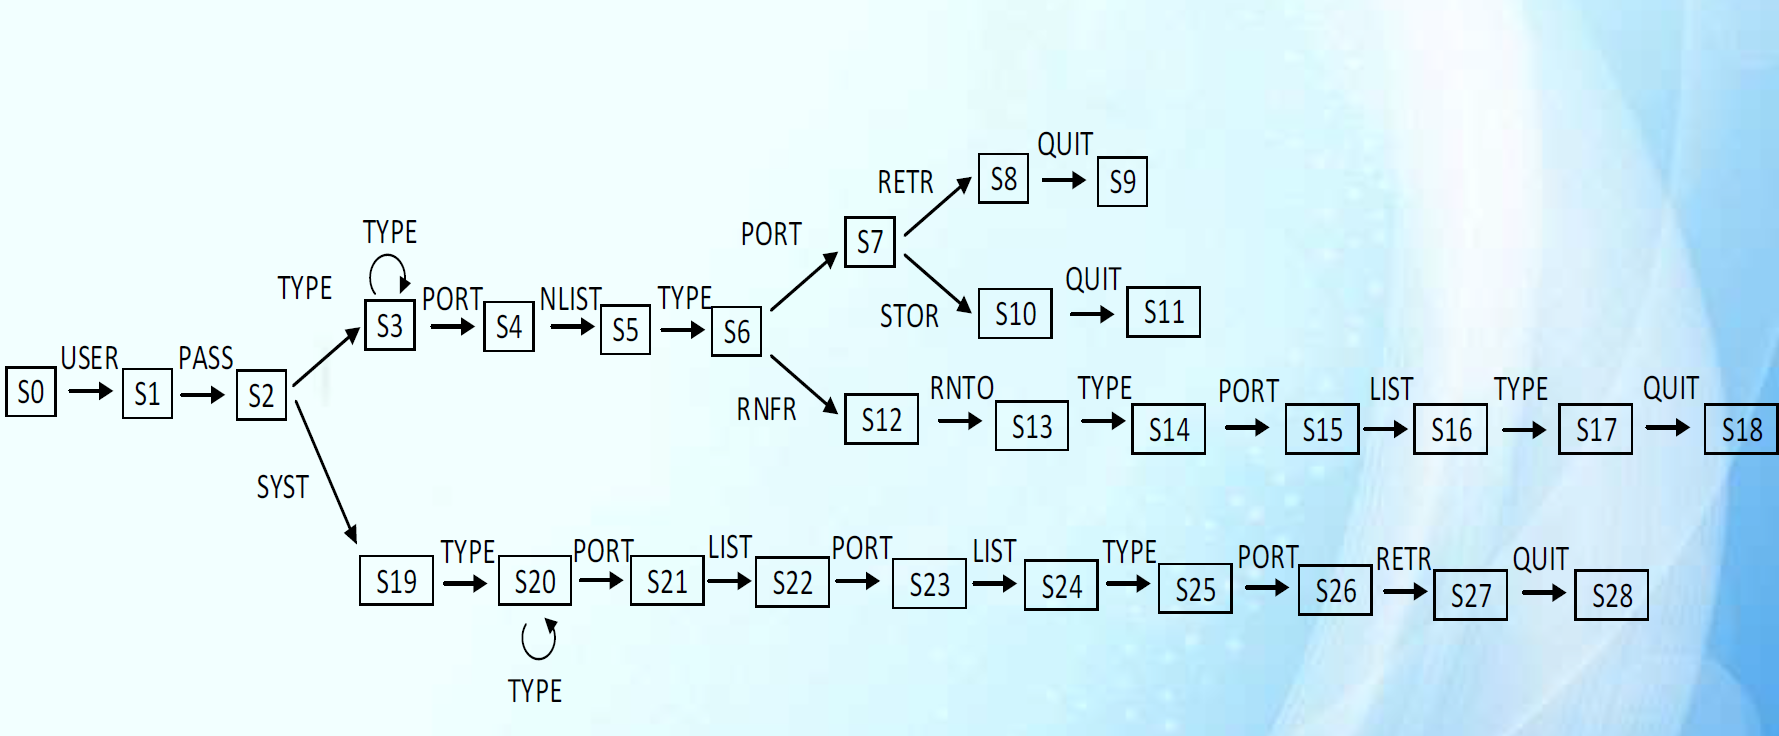 QUIT
RETR S8 S9
TYPE PORT S7
TYPE PORT NLIST TYPE STOR QUIT
S3 S4 S5 S6 S10 S11
USER PASS RNFR RNTO TYPE PORT LIST TYPE QUIT
S0 S1 S2 S12 S13 S14 S15 S16 S17 S18
SYST
TYPE PORT LIST PORT LIST TYPE PORT RETR QUIT
S19 S20 S21 S22 S23 S24 S25 S26 S27 S28
TYPE